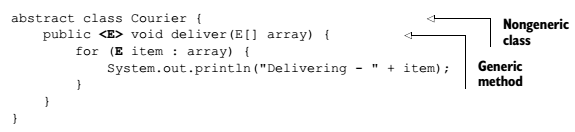 abstract class Courier {
    public <E> void deliver(E[] array) {
        for (E item : array) {
            System.out.println("Delivering - " + item);
        }
    }
}
Nongeneric
class
Generic
method